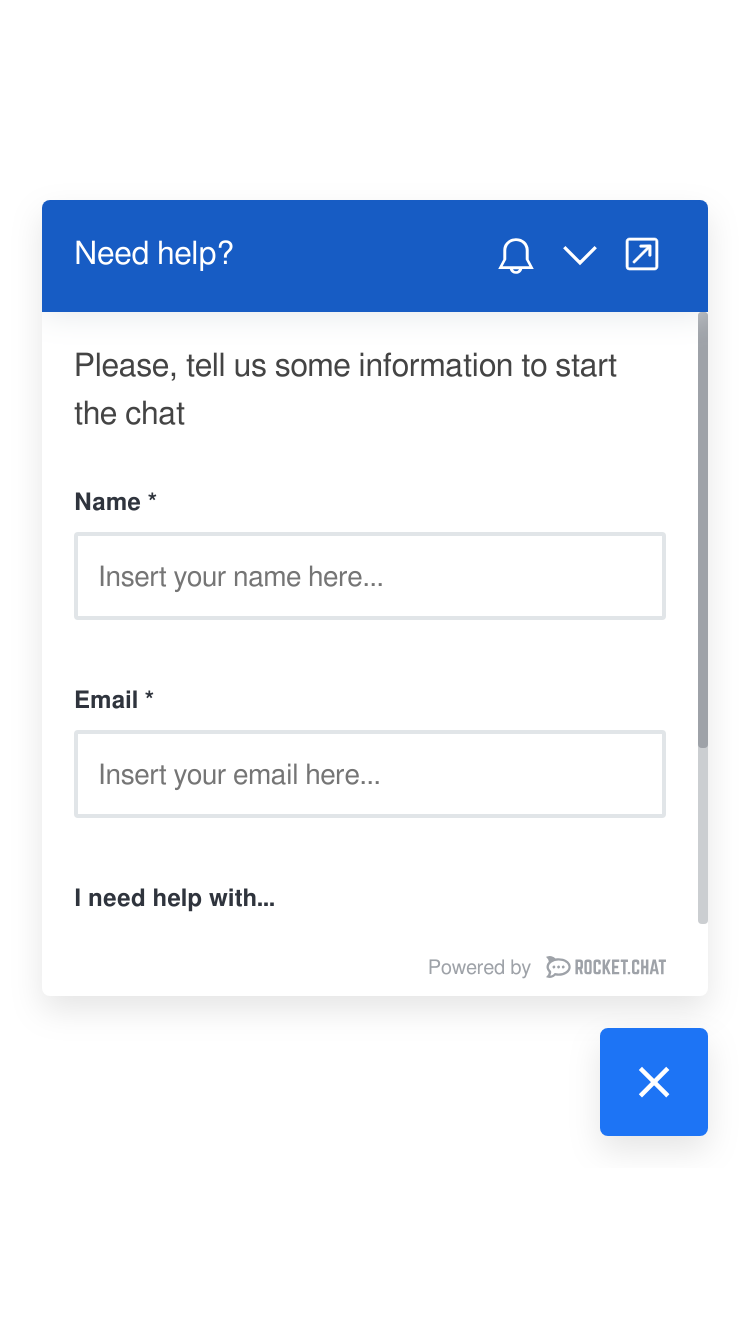 Need help?
Please, tell us some information to start
the chat
Name *
Insert your name here...
Email *
Insert your email here...
I need help with...
Powered by ROCKET.CHAT